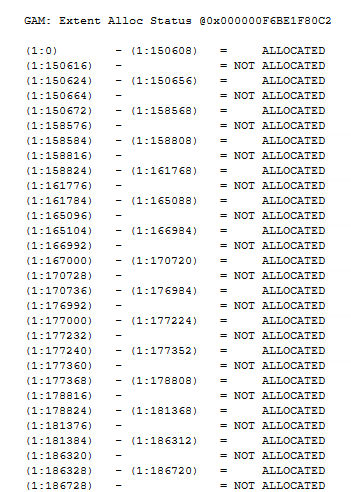 GAM: Extent Alloc Status @0x000000F6BE1F80C2
(1:0) - (1:150608) = ALLOCATED
(1:150616) - = NOT ALLOCATED
(1:150624) - (1:150656) = ALLOCATED
(1:150664) - = NOT ALLOCATED
(1:150672) - (1:158568) = ALLOCATED
(1:158576) - = NOT ALLOCATED
(1:158584) - (1:158808) = ALLOCATED
(1:158816) - = NOT ALLOCATED
(1:158824) - (1:161768) = ALLOCATED
(1:161776) - = NOT ALLOCATED
(1:161784) - (1:165088) = ALLOCATED
(1:165096) - = NOT ALLOCATED
(1:165104) - (1:166984) = ALLOCATED
(1:166992) - = NOT ALLOCATED
(1:167000) - (1:170720) = ALLOCATED
(1:170728) - = NOT ALLOCATED
(1:170736) - (1:176984) = ALLOCATED
(1:176992) - = NOT ALLOCATED
(1:177000) - (1:177224) = ALLOCATED
(1:177232) - = NOT ALLOCATED
(1:177240) - (1:177352) = ALLOCATED
(1:177360) - = NOT ALLOCATED
(1:177368) - (1:178808) = ALLOCATED
(1:178816) - = NOT ALLOCATED
(1:178824) - (1:181368) = ALLOCATED
(1:181376) - = NOT ALLOCATED
(1:181384) - (1:186312) = ALLOCATED
(1:186320) - = NOT ALLOCATED
(1:186328) - (1:186720) = ALLOCATED
(1:186728) - = NOT ALLOCATED